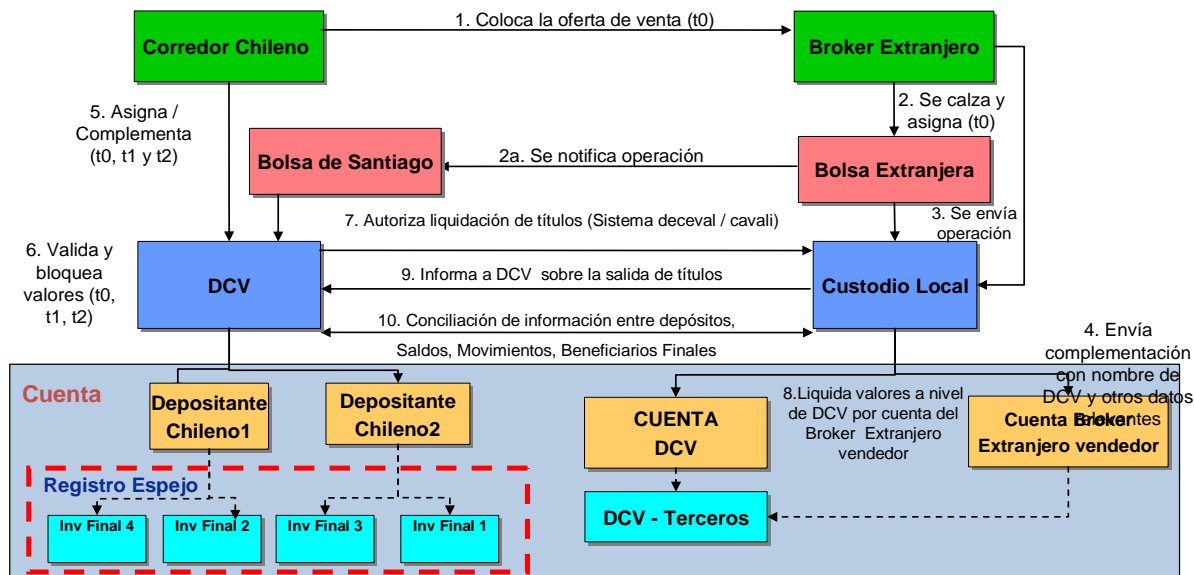 1. Coloca la oferta de venta (t0)
Corredor Chileno
Broker Extranjero
5. Asigna /
Complementa
(t0, t1 y t2)
2. Se calza y
asigna (t0)
Bolsa de Santiago
2a. Se notifica operación
Bolsa Extranjera
7. Autoriza liquidación de títulos (Sistema deceval / cavali)
3. Se envía
operación
6. Valida y
bloquea
valores (t0,
t1, t2)
DCV
9. Informa a DCV sobre la salida de títulos
Custodio Local
10. Conciliación de información entre depósitos,
Saldos, Movimientos, Beneficiarios Finales
4. Envía
complementación
con nombre de
DCV y otros datos
relevantes
Cuenta
Depositante
Chileno1
Depositante
Chileno2
CUENTA
DCV
8.Liquida valores a nivel
de DCV por cuenta del
Broker Extranjero
vendedor
Cuenta Broker
Extranjero vendedor
Registro Espejo
Inv Final 4
Inv Final 2
Inv Final 3
Inv Final 1
DCV - Terceros